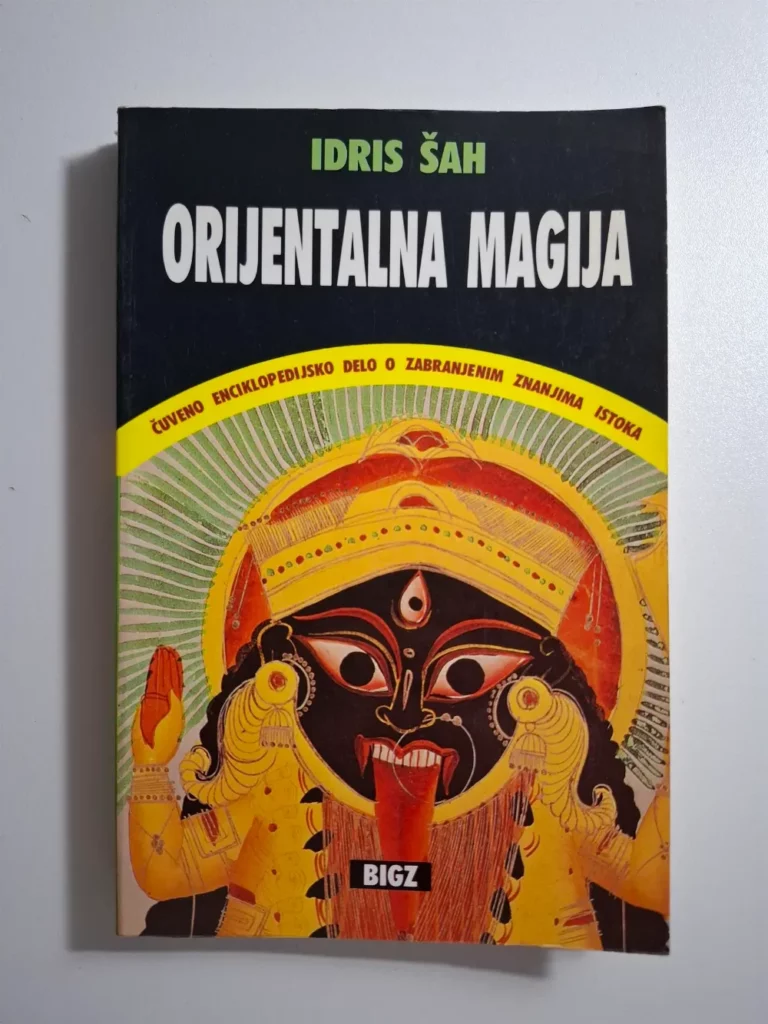 IDRIS ŠAH
ORIJENTALNA MAGIJA
ČUVENO ENCIKLOPEDIJSKO DELO O ZABRANJENIM ZNANJIMA ISTOKA
BIGZ